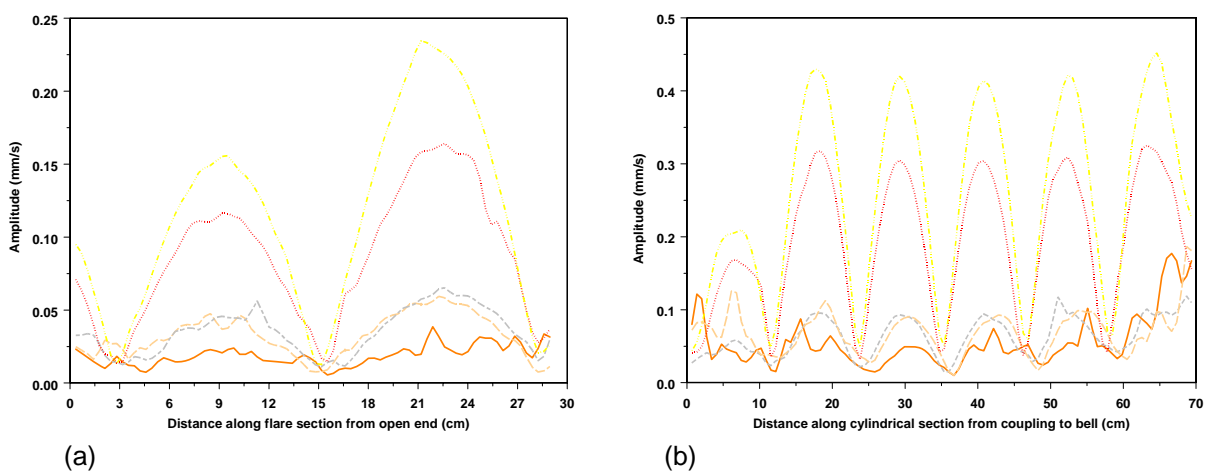 0.25
0.20
0.15
0.10
0.05
0.00
Amplitude (mm/s)
0 3 6 9 12 15 18 21 24 27 30
Distance along flare section from open end (cm)
(a)
0.5
0.4
0.3
0.2
0.1
0.0
Amplitude (mm/s)
0 10 20 30 40 50 60 70
Distance along cylindrical section from coupling to bell (cm)
(b)